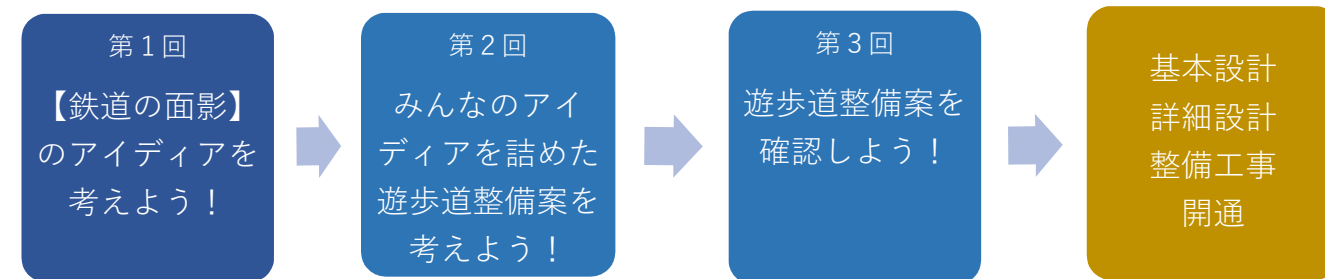 第１回
【鉄道の面影】
のアイディアを
考えよう！
第２回
みんなのアイ
ディアを詰めた
遊歩道整備案を
考えよう！
第３回
遊歩道整備案を
確認しよう！
基本設計
詳細設計
整備工事
開通